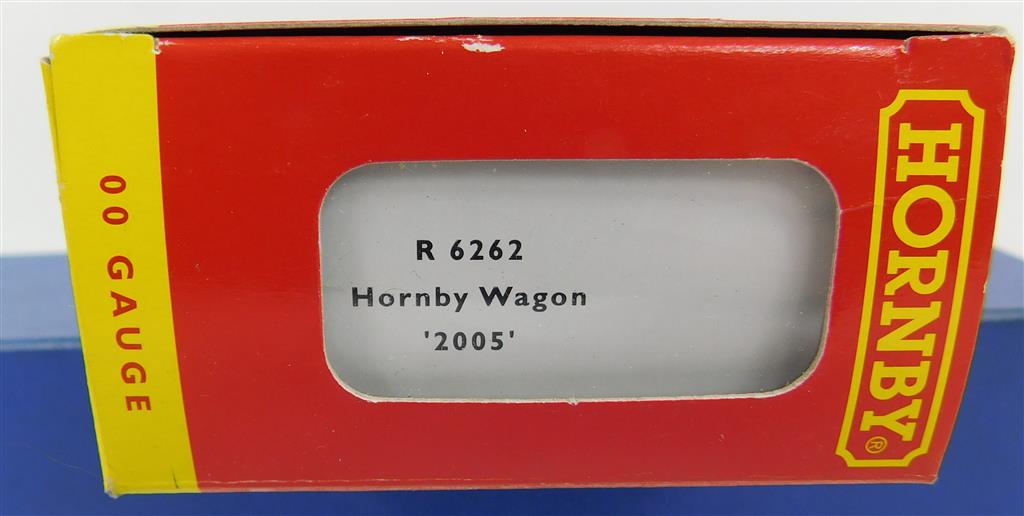 00 GAUGE
R 6262
Hornby Wagon
'2005'
HORNBY®